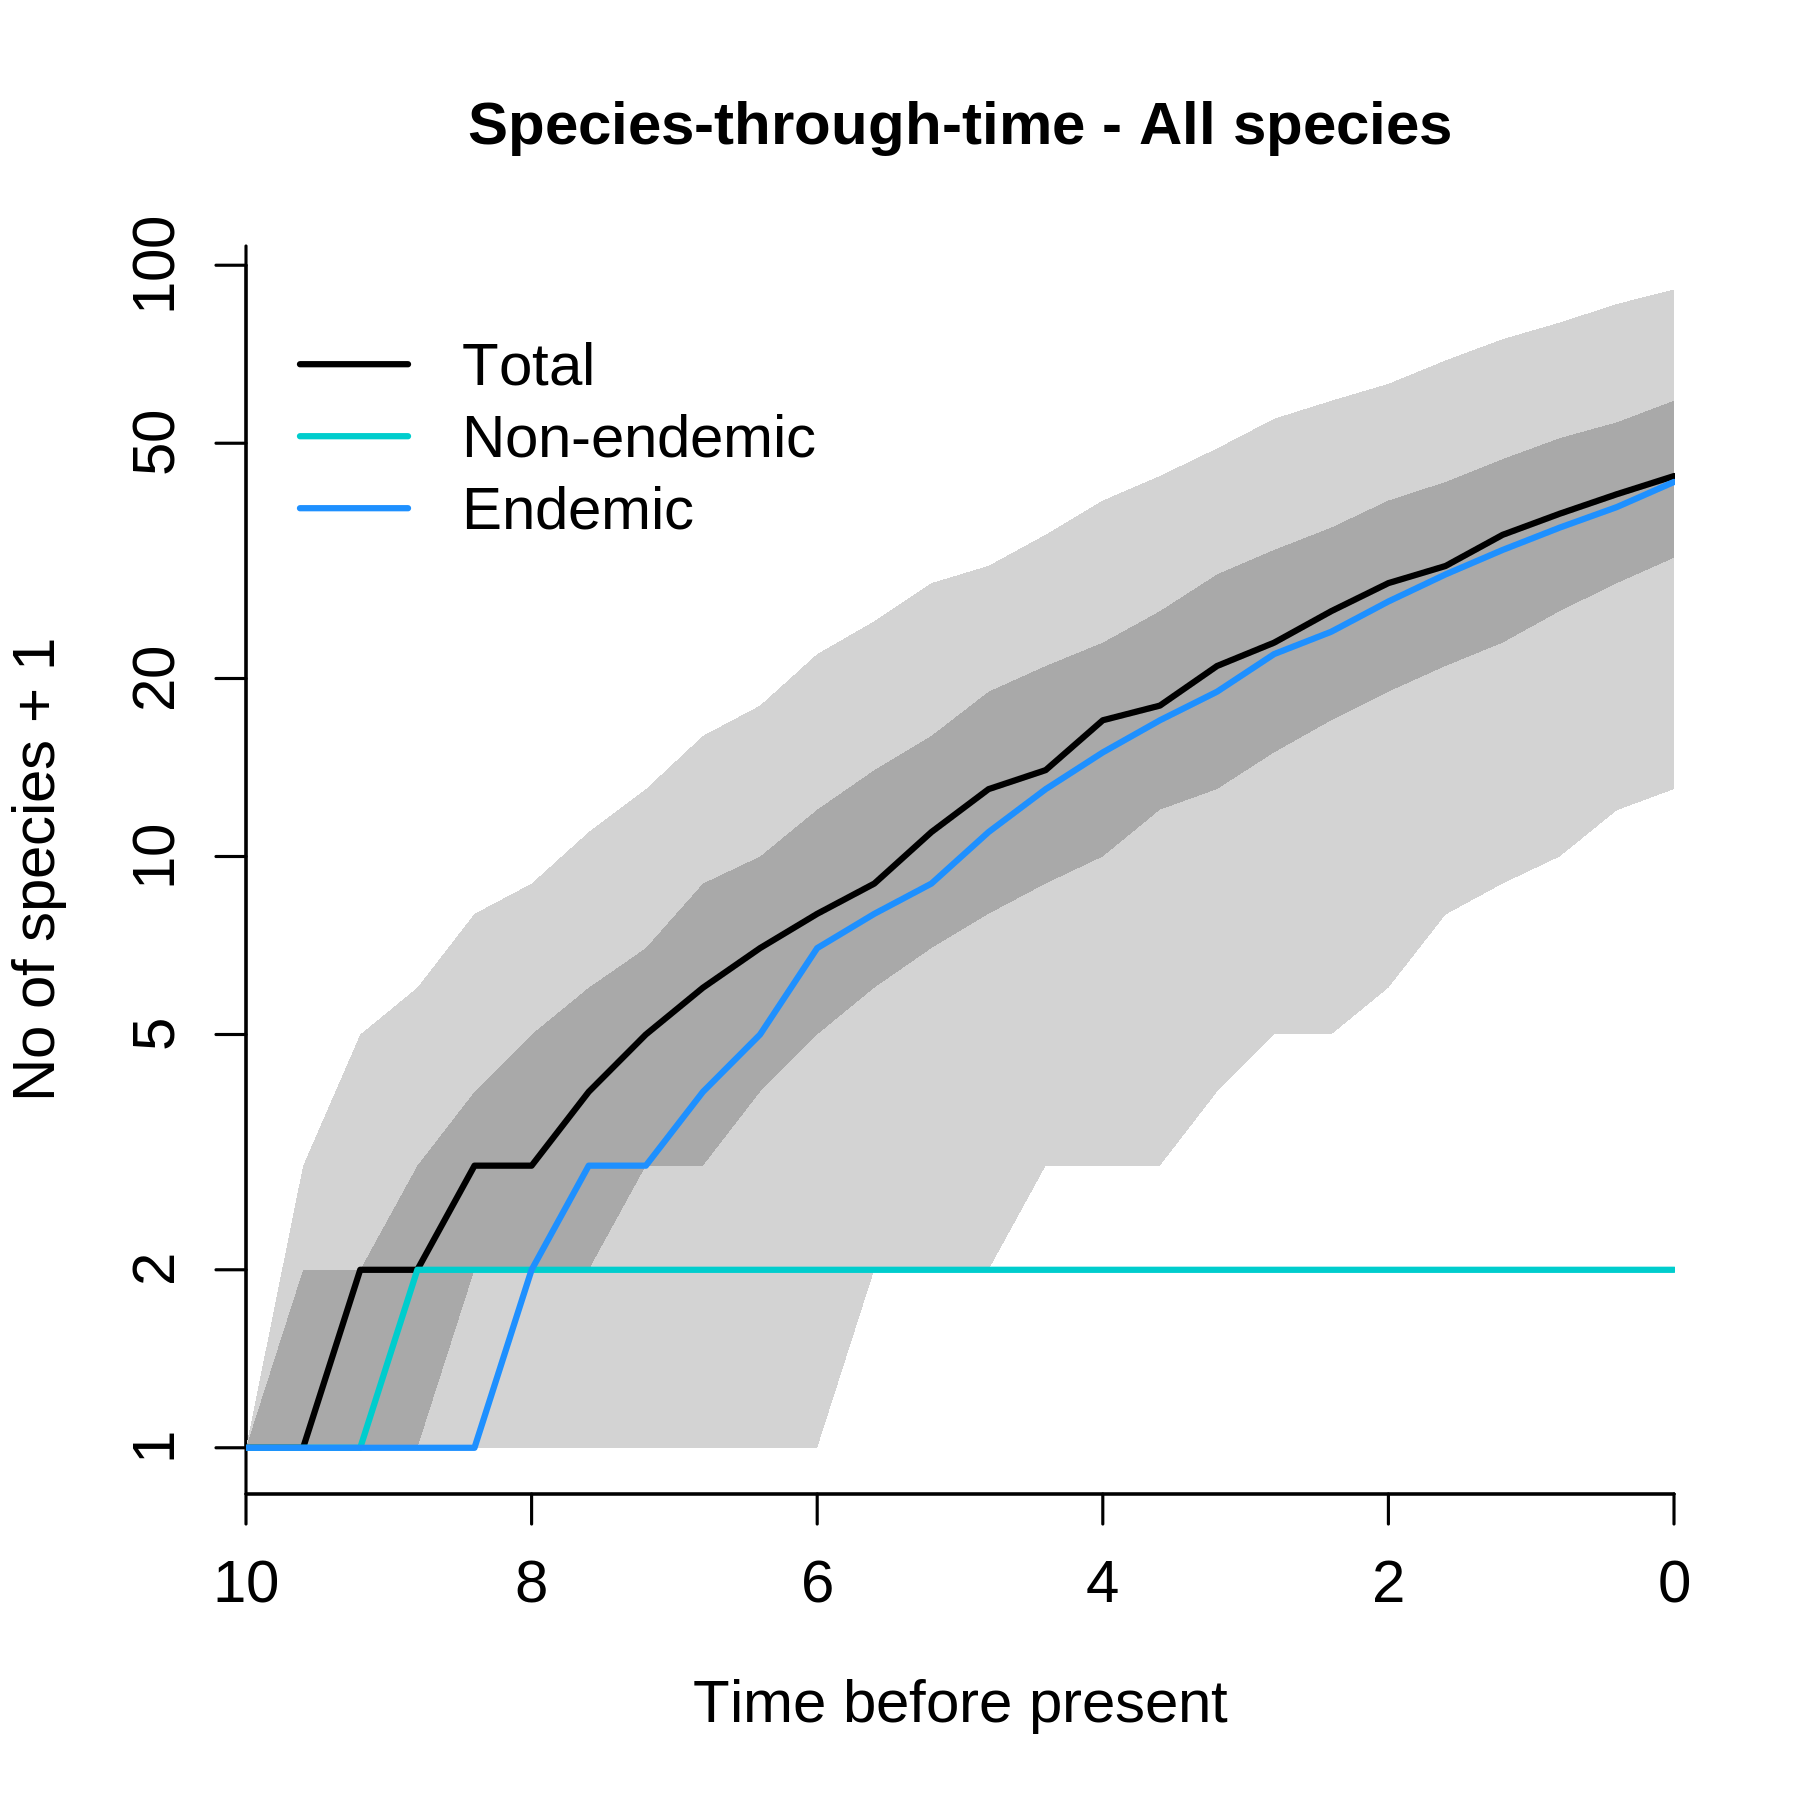 Species-through-time - All species
Total
Non-endemic
Endemic
No of species + 1
100
50
20
10
5
2
1
10 8 6 4 2 0
Time before present